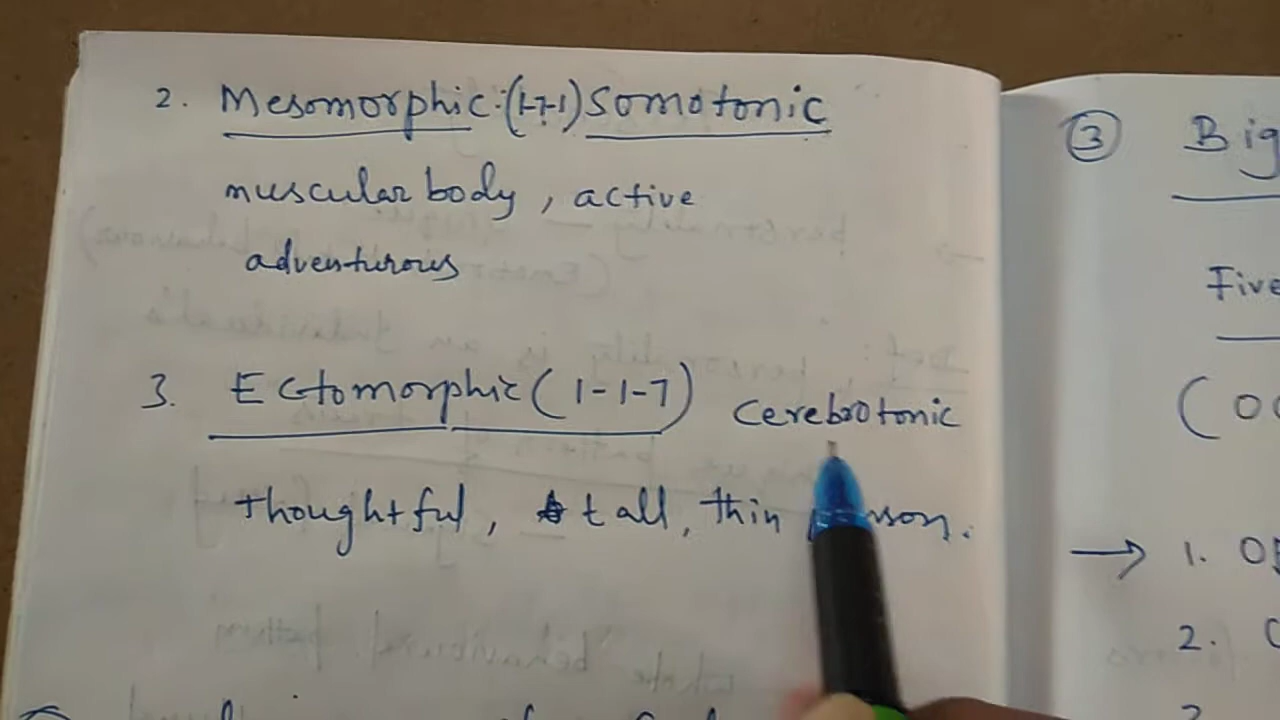 2. Mesomorphic:(1-7-1) Somotonic
muscular body, active
adventurous
3. Ectomorphic (1-1-7) Cerebrotonic
thoughtful, tall, thin
3 Big
Five
(
→ 1.
2.